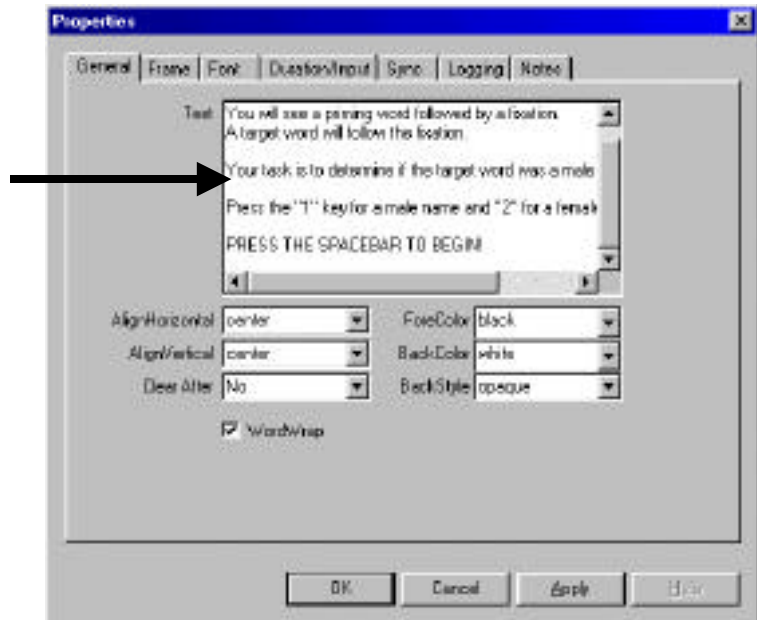 Properties
General Frame Font Duration/Input Sync Logging Notes
Text You will see a priming word followed by a fixation.
A target word will follow the fixation.
Your task is to determine if the target word was a male
Press the "1" key for a male name and "2" for a female
PRESS THE SPACEBAR TO BEGIN!
AlignHorizontal center ForeColor black
AlignVertical center BackColor white
Clear After No BackStyle opaque
WordWrap
OK Cancel Apply